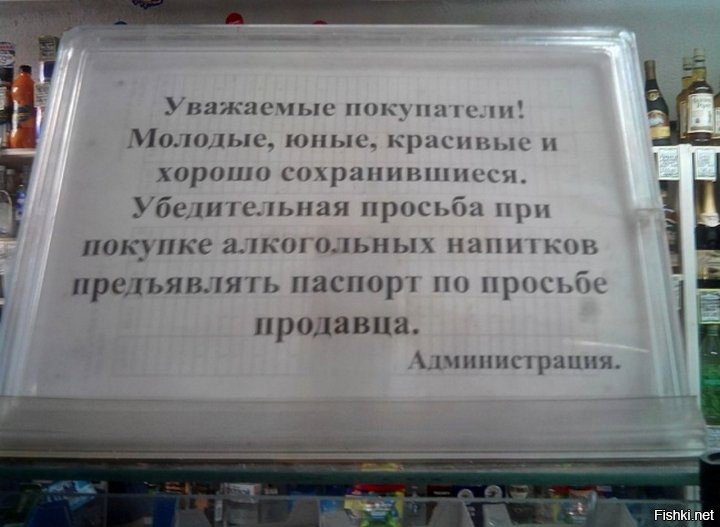 Уважаемые покупатели!
Молодые, юные, красивые и
хорошо сохранившиеся.
Убедительная просьба при
покупке алкогольных напитков
предъявлять паспорт по просьбе
продавца.
Администрация.
Fishki.net